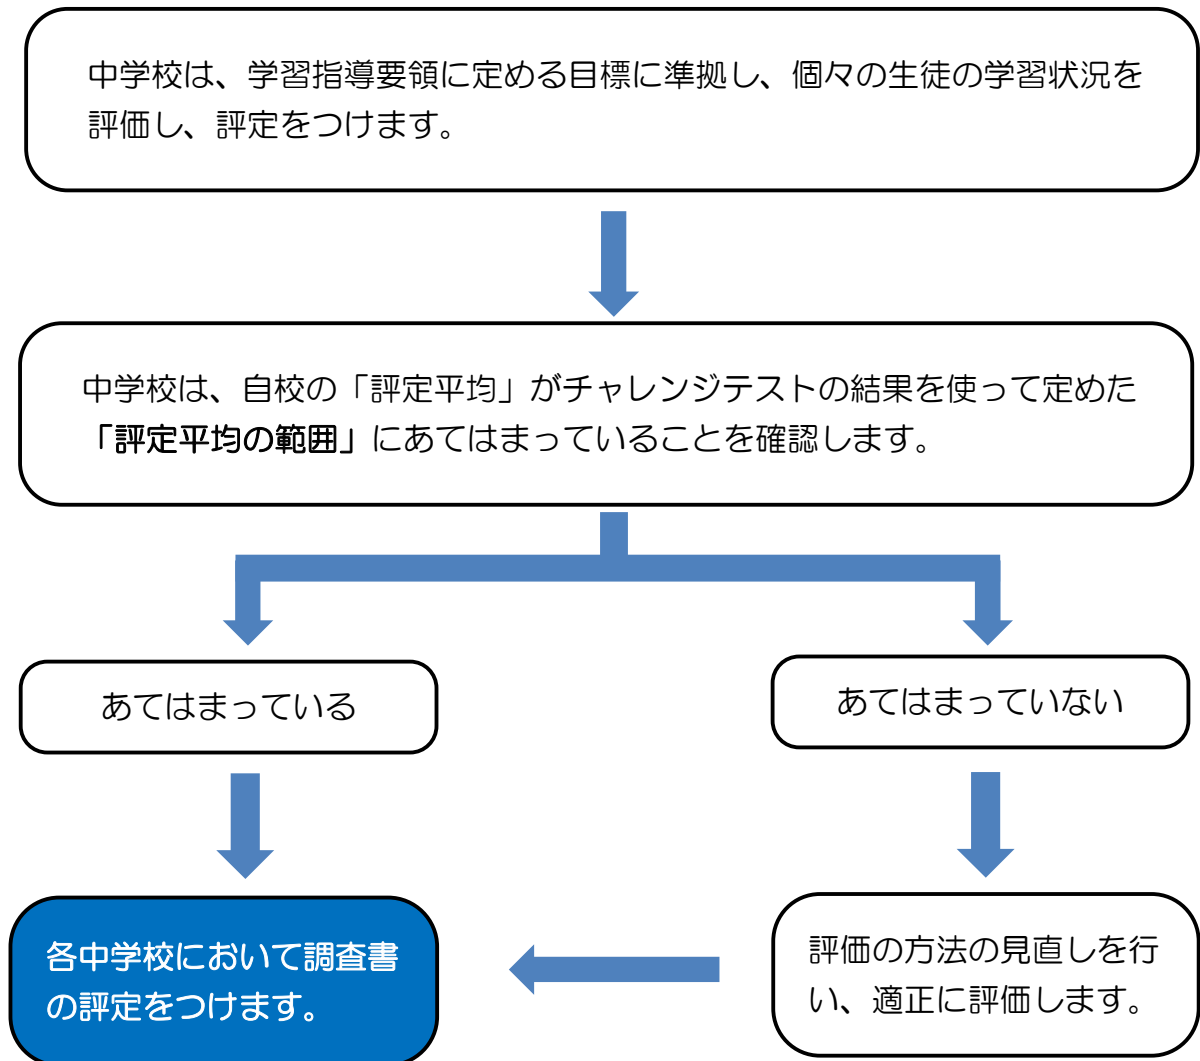 中学校は、学習指導要領に定める目標に準拠し、個々の生徒の学習状況を
評価し、評定をつけます。
中学校は、自校の「評定平均」がチャレンジテストの結果を使って定めた
「評定平均の範囲」にあてはまっていることを確認します。
あてはまっている
あてはまっていない
各中学校において調査書
の評定をつけます。
評価の方法の見直しを行
い、適正に評価します。